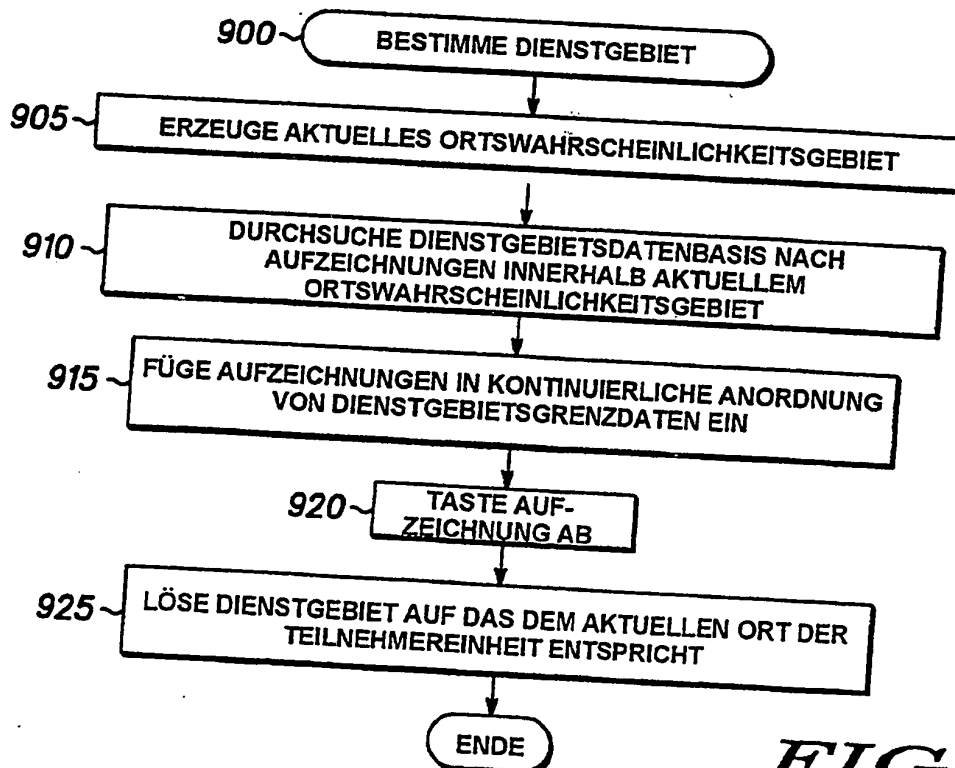 900 BESTIMME DIENSTGEBIET
905 ERZEUGE AKTUELLES ORTSWAHRSCHEINLICHKEITSGEBIET
910 DURCHSUCHE DIENSTGEBIETSDATENBASIS NACH
AUFZEICHNUNGEN INNERHALB AKTUELLEM
ORTSWAHRSCHEINLICHKEITSGEBIET
915 FÜGE AUFZEICHNUNGEN IN KONTINUIERLICHE ANORDNUNG
VON DIENSTGEBIETSGRENZDATEN EIN
920 TASTE AUF-
ZEICHNUNG AB
925 LÖSE DIENSTGEBIET AUF DAS DEM AKTUELLEN ORT DER
TEILNEHMEREINHEIT ENTSPRICHT
ENDE
FIG